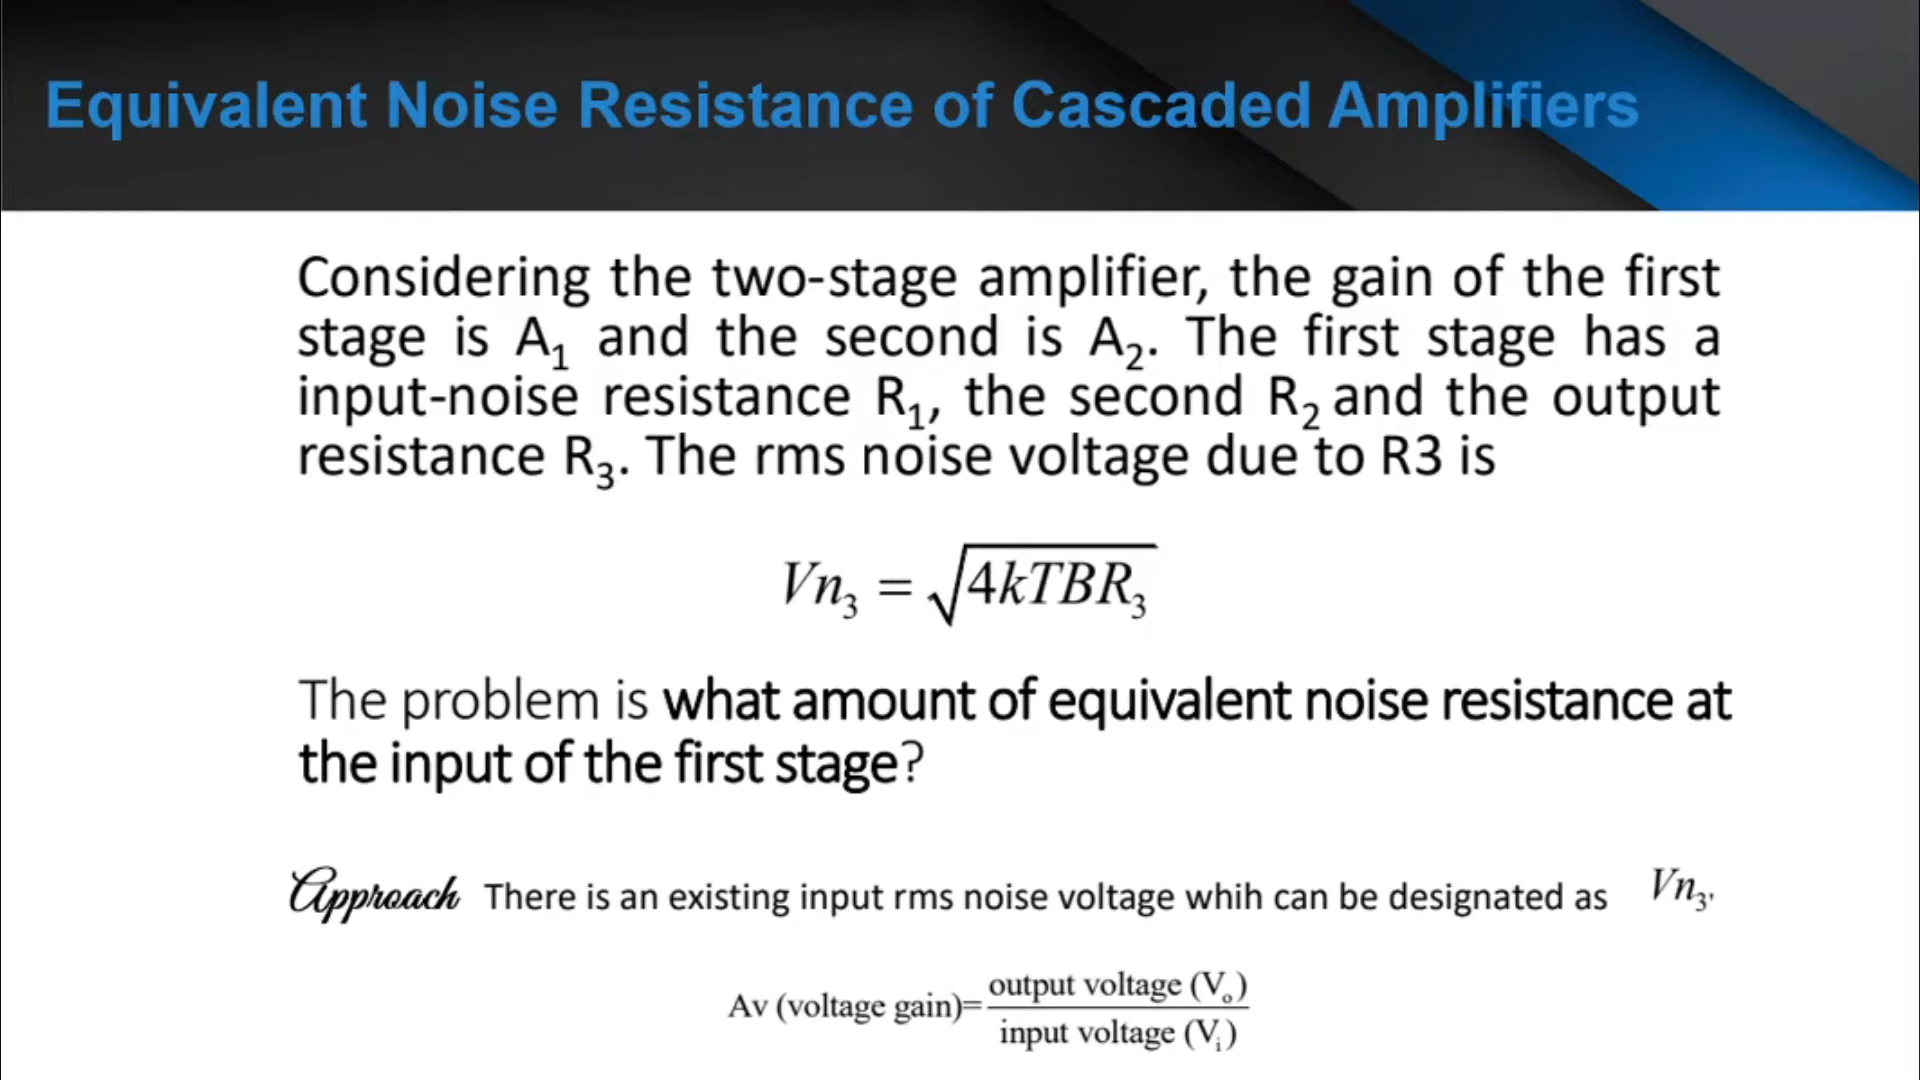 Equivalent Noise Resistance of Cascaded Amplifiers
Considering the two-stage amplifier, the gain of the first
stage is A₁ and the second is A₂. The first stage has a
input-noise resistance R₁, the second R₂ and the output
resistance R₃. The rms noise voltage due to R3 is
Vn₃ = √4kTBR₃
The problem is what amount of equivalent noise resistance at
the input of the first stage?
Approach There is an existing input rms noise voltage whih can be designated as Vn₃'
Av (voltage gain)= output voltage (Vₒ)
input voltage (Vᵢ)